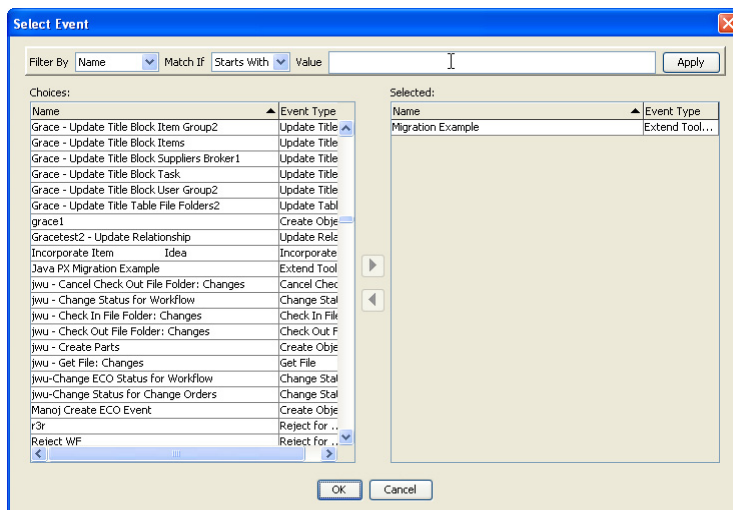 Select Event
Filter By Name Match If Starts With Value Apply
Choices: Selected:
Name Event Type Name Event Type
Grace - Update Title Block Item Group2 Update Title Migration Example Extend Tool...
Grace - Update Title Block Items Update Title
Grace - Update Title Block Suppliers Broker1 Update Title
Grace - Update Title Block Task Update Title
Grace - Update Title Block User Group2 Update Title
Grace - Update Title Table File Folders2 Update Tabl
grace1 Create Obje
Gracetest2 - Update Relationship Update Rela
Incorporate Item Idea Incorporate
Java PX Migration Example Extend Tool
jwu - Cancel Check Out File Folder: Changes Cancel Chec
jwu - Change Status for Workflow Change Stat
jwu - Check In File Folder: Changes Check In File
jwu - Check Out File Folder: Changes Check Out F
jwu - Create Parts Create Obje
jwu - Get File: Changes Get File
jwu-Change ECO Status for Workflow Change Stat
jwu-Change Status for Change Orders Change Stat
Manoj Create ECO Event Create Obje
r3r Reject for ..
Reject WF Reject for ..
OK Cancel